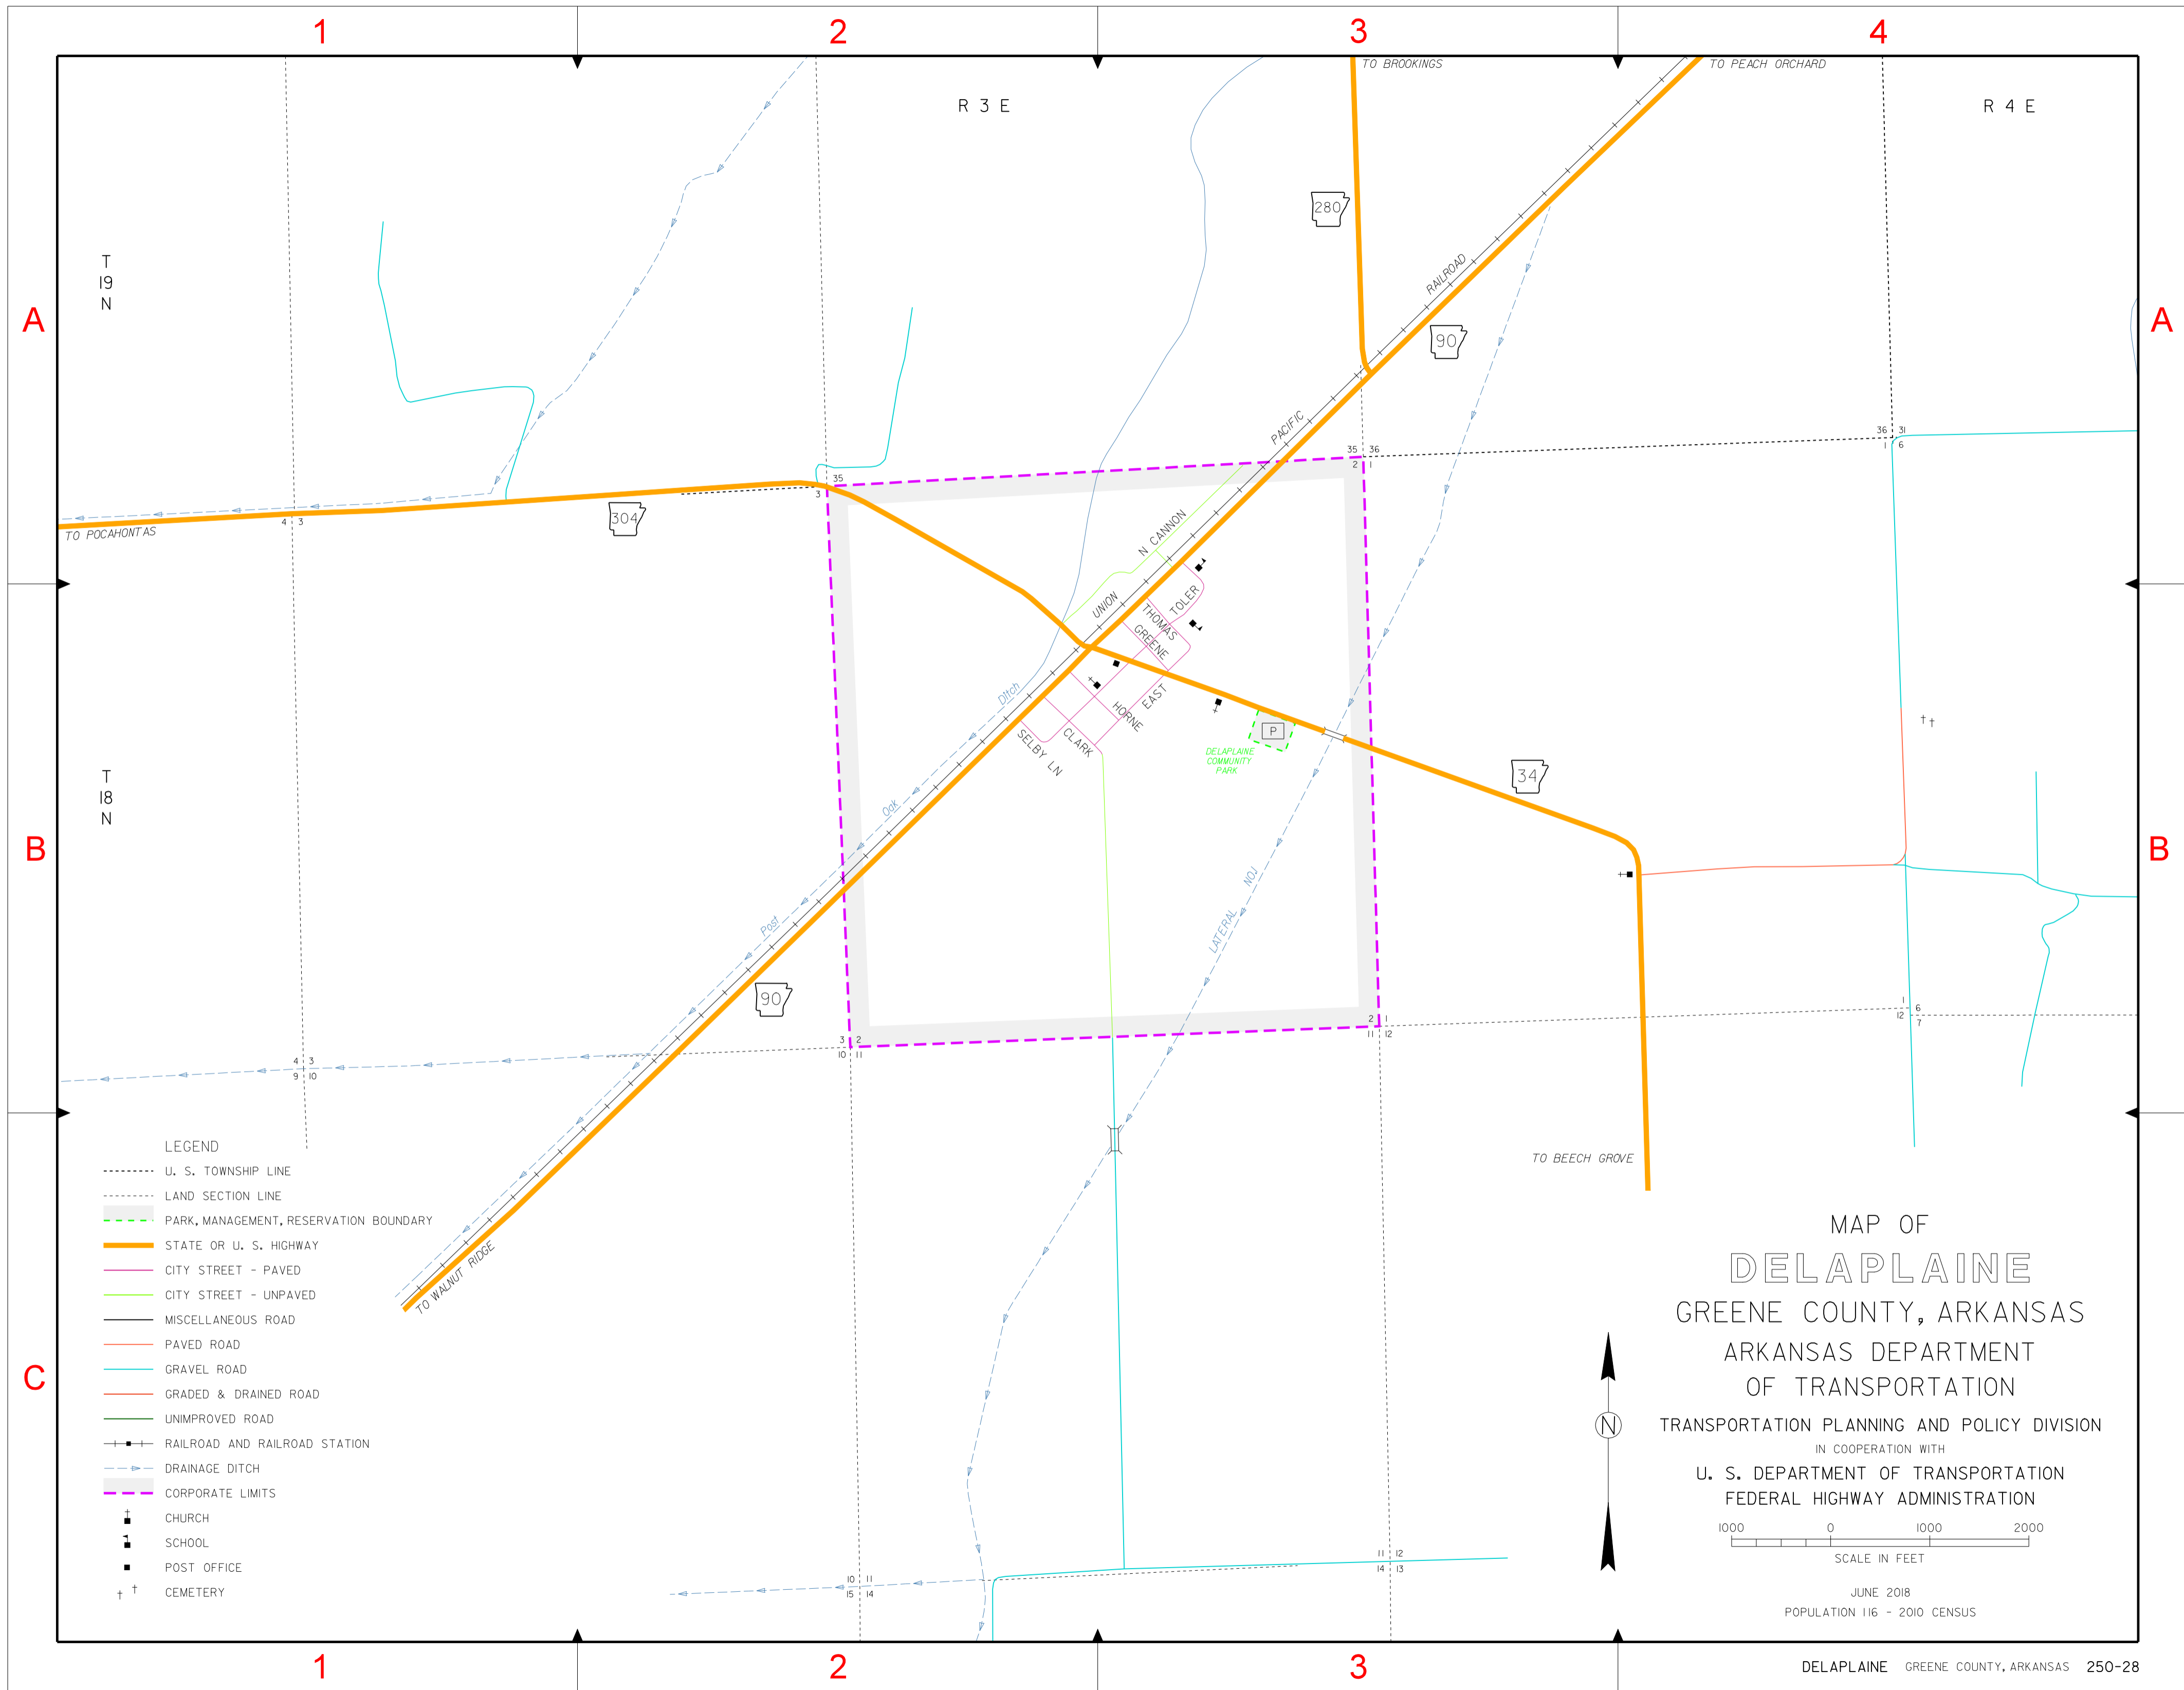 1 2 3 4
TO BROOKINGS
TO PEACH ORCHARD
R 3 E
R 4 E
280
T
19
N
RAILROAD
A
A
90
PACIFIC
36 31
1 6
35 36
2 1
35
3
304
4 3
TO POCAHONTAS
N CANNON
UNION
TOLER
THOMAS
GREENE
EAST
HORNE
CLARK
SELBY LN
Ditch
Oak
Post
P
DELAPLAINE
COMMUNITY
PARK
34
T
18
N
B
B
NOJ
LATERAL
90
1 6
12 7
2 1
11 12
3 2
10 11
4 3
9 10
TO BEECH GROVE
TO WALNUT RIDGE
LEGEND
U. S. TOWNSHIP LINE
LAND SECTION LINE
PARK, MANAGEMENT, RESERVATION BOUNDARY
STATE OR U. S. HIGHWAY
CITY STREET - PAVED
CITY STREET - UNPAVED
MISCELLANEOUS ROAD
PAVED ROAD
GRAVEL ROAD
GRADED & DRAINED ROAD
UNIMPROVED ROAD
RAILROAD AND RAILROAD STATION
DRAINAGE DITCH
CORPORATE LIMITS
CHURCH
SCHOOL
POST OFFICE
CEMETERY
C
11 12
14 13
10 11
15 14
MAP OF
DELAPLAINE
GREENE COUNTY, ARKANSAS
ARKANSAS DEPARTMENT
OF TRANSPORTATION
N
TRANSPORTATION PLANNING AND POLICY DIVISION
IN COOPERATION WITH
U. S. DEPARTMENT OF TRANSPORTATION
FEDERAL HIGHWAY ADMINISTRATION
1000 0 1000 2000
SCALE IN FEET
JUNE 2018
POPULATION 116 - 2010 CENSUS
1 2 3
DELAPLAINE GREENE COUNTY, ARKANSAS 250-28